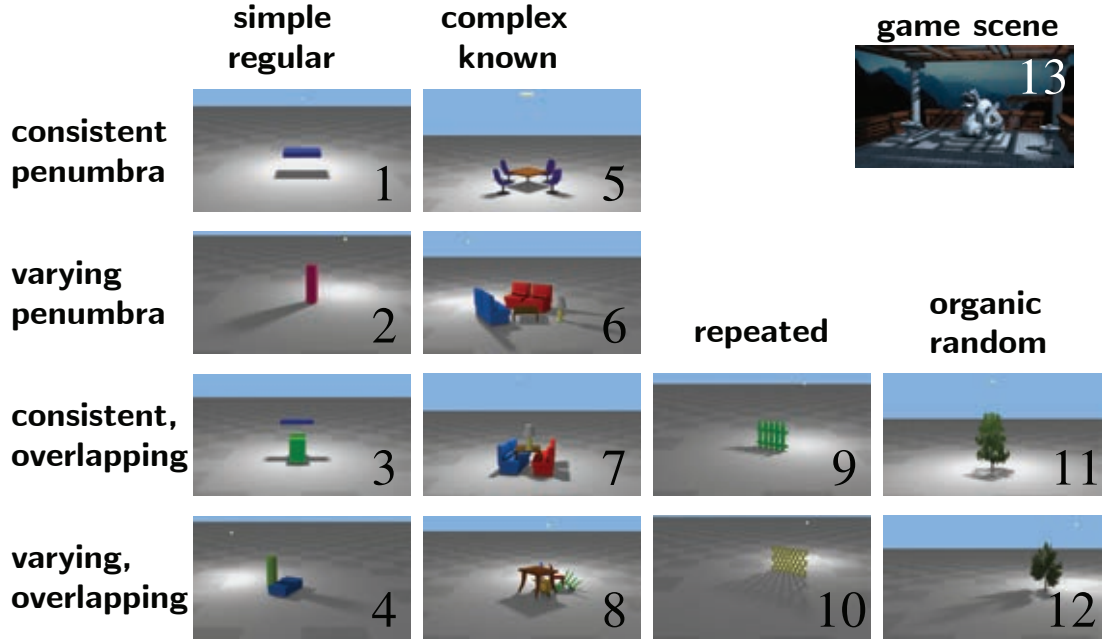 simple
regular
complex
known
game scene
13
consistent
penumbra
1
5
varying
penumbra
2
6
repeated
organic
random
consistent,
overlapping
3
7
9
11
varying,
overlapping
4
8
10
12